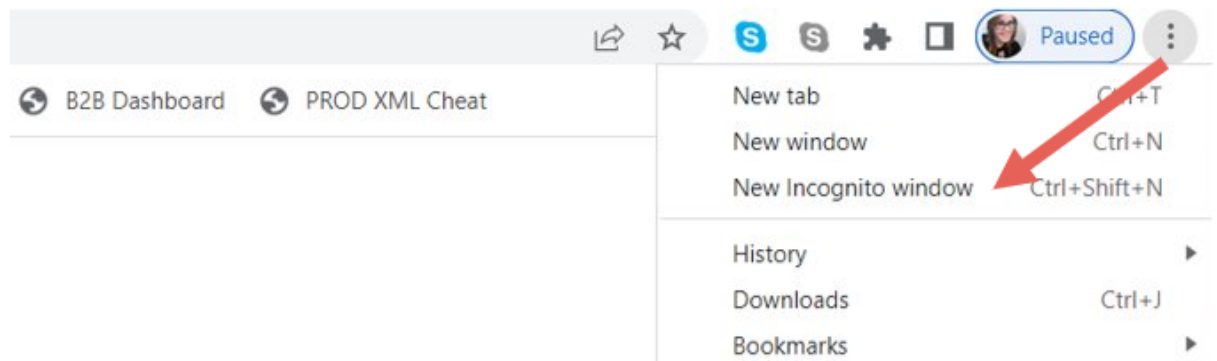 Paused
B2B Dashboard PROD XML Cheat
New tab Ctrl+T
New window Ctrl+N
New Incognito window Ctrl+Shift+N
History
Downloads Ctrl+J
Bookmarks